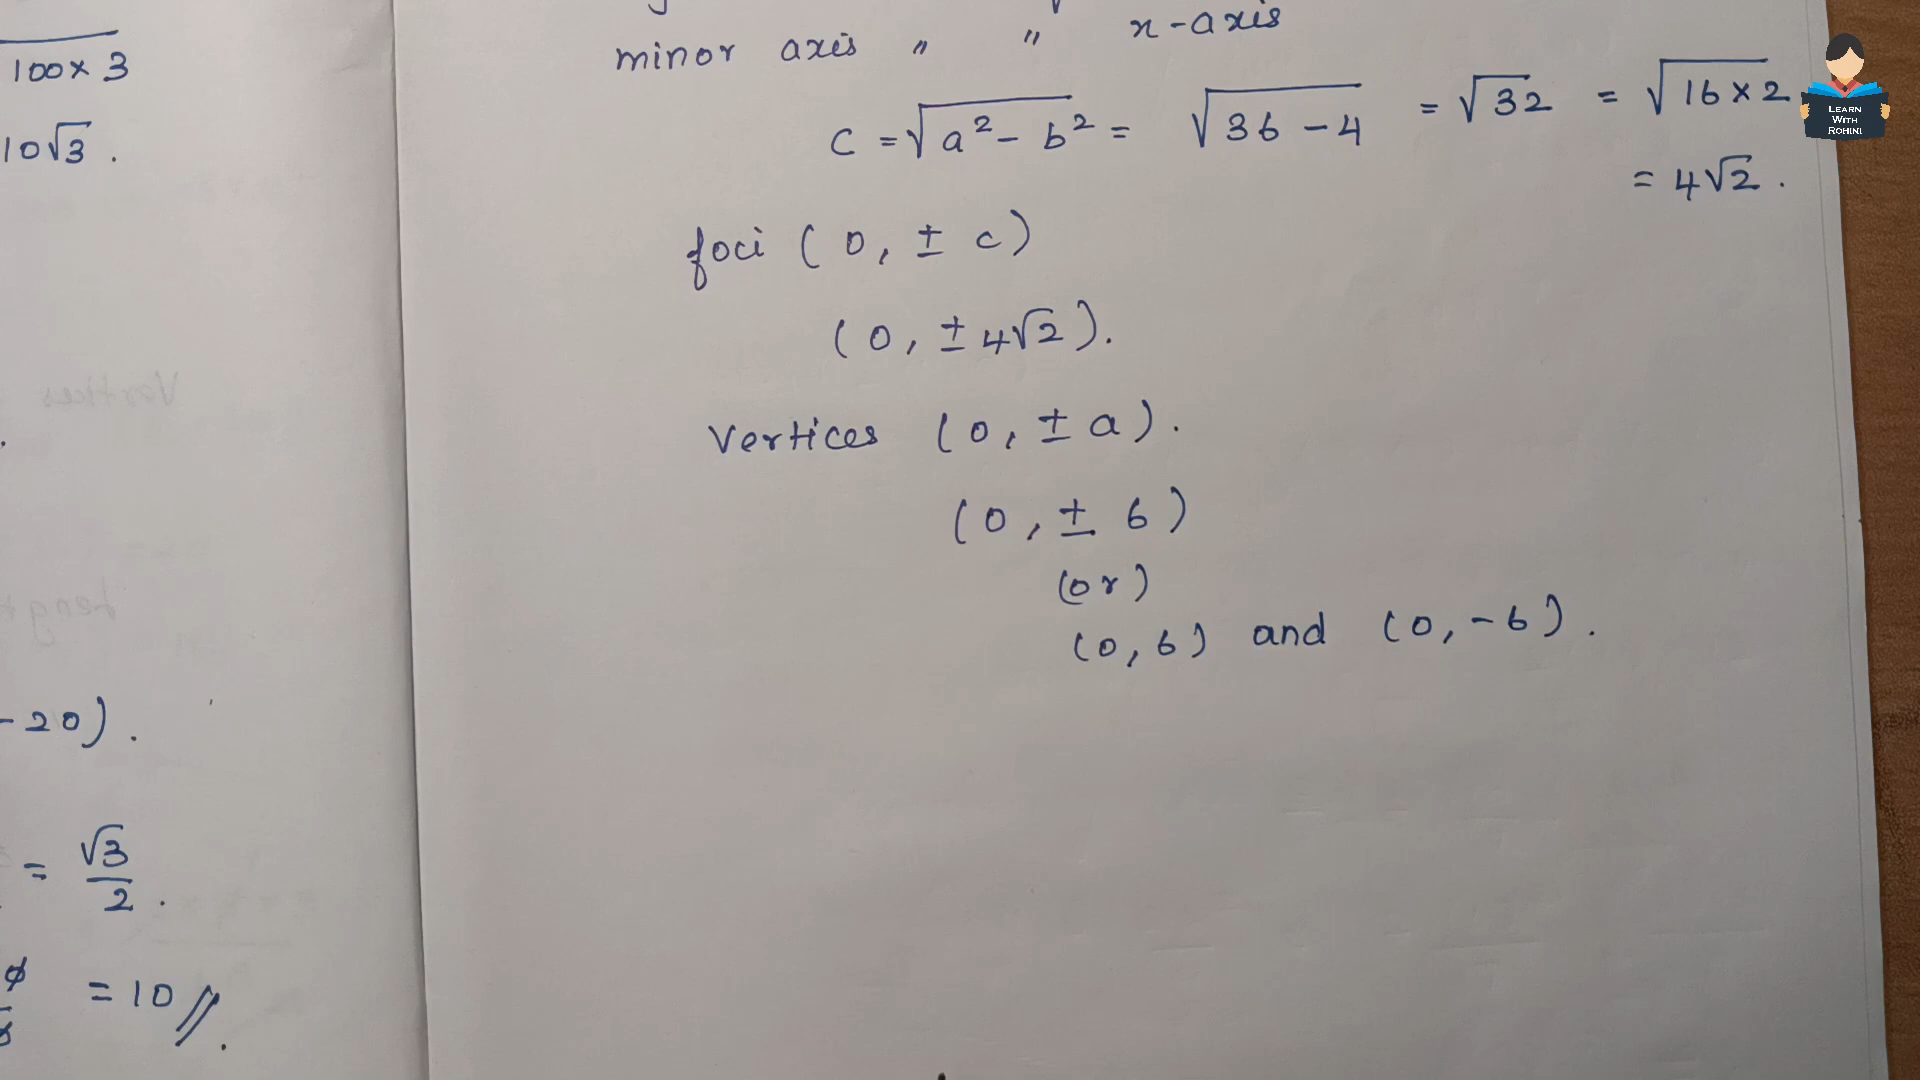 100×3
10√3 .
-20) .
= √3/2 .
= 10 //.
minor axis " " x-axis
c = √a² - b² = √36 - 4 = √32 = √16 × 2
= 4√2 .
foci (0, ± c)
(0, ± 4√2).
Vertices (0, ± a).
(0, ± 6)
(or)
(0, 6) and (0, -6).
LEARN
WITH
ROHINI